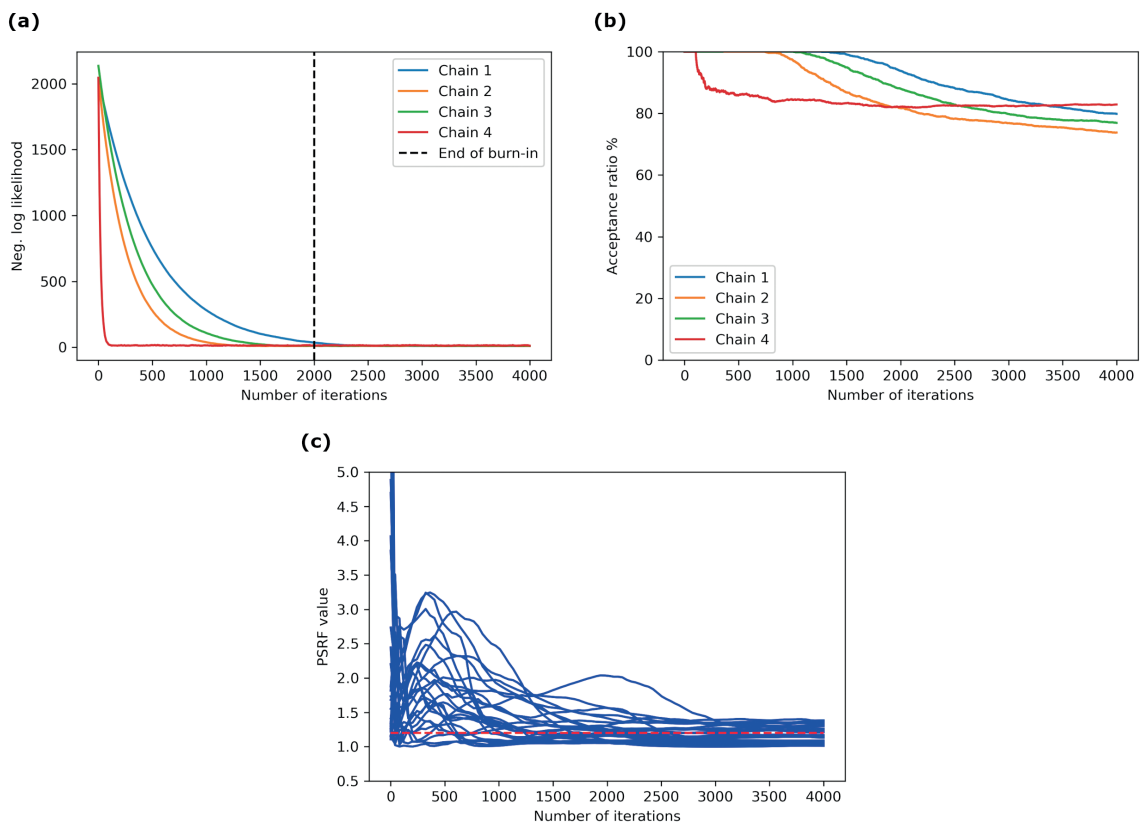 (a)
Neg. log likelihood
2000
1500
1000
500
0
0 500 1000 1500 2000 2500 3000 3500 4000
Number of iterations
Chain 1
Chain 2
Chain 3
Chain 4
End of burn-in
(b)
Acceptance ratio %
100
80
60
40
20
0
0 500 1000 1500 2000 2500 3000 3500 4000
Number of iterations
Chain 1
Chain 2
Chain 3
Chain 4
(c)
PSRF value
5.0
4.5
4.0
3.5
3.0
2.5
2.0
1.5
1.0
0.5
0 500 1000 1500 2000 2500 3000 3500 4000
Number of iterations